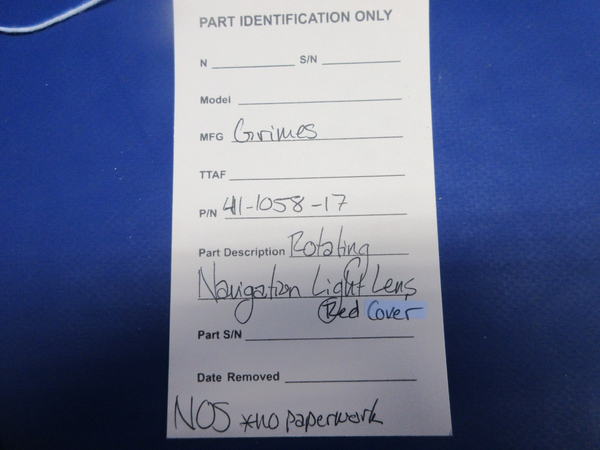 PART IDENTIFICATION ONLY
N S/N
Model
MFG Grimes
TTAF
P/N 41-1058-17
Part Description Rotating
Navigation Light Lens
Red Cover
Part S/N
Date Removed
NOS *no paperwork